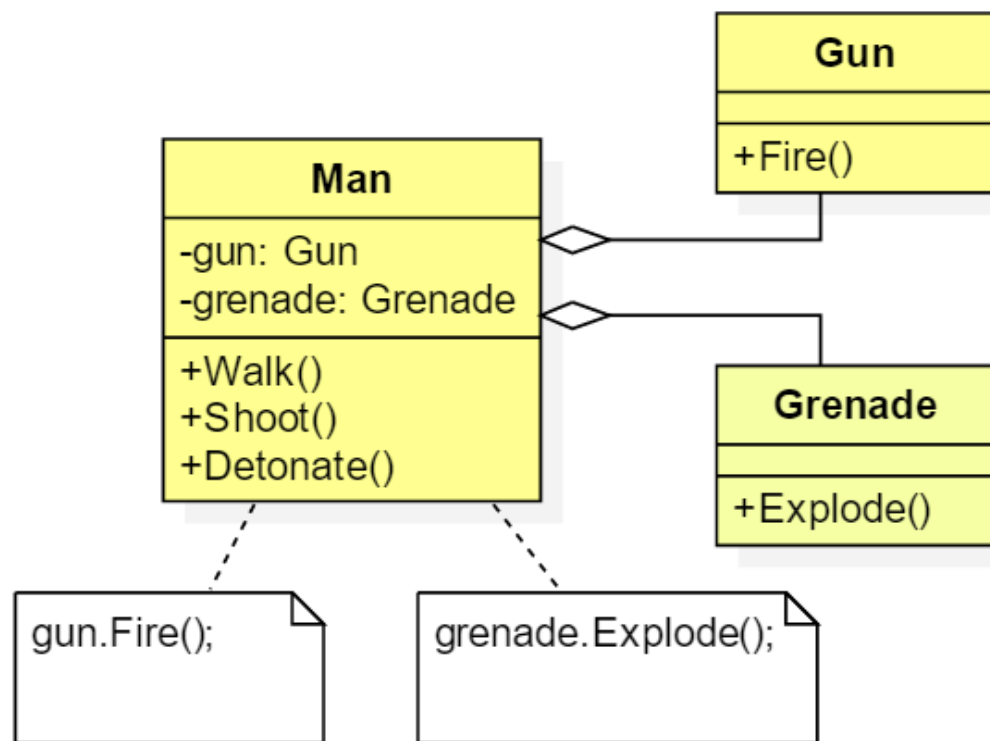 Gun
+Fire()
Man
-gun: Gun
-grenade: Grenade
+Walk()
+Shoot()
+Detonate()
Grenade
+Explode()
gun.Fire();
grenade.Explode();